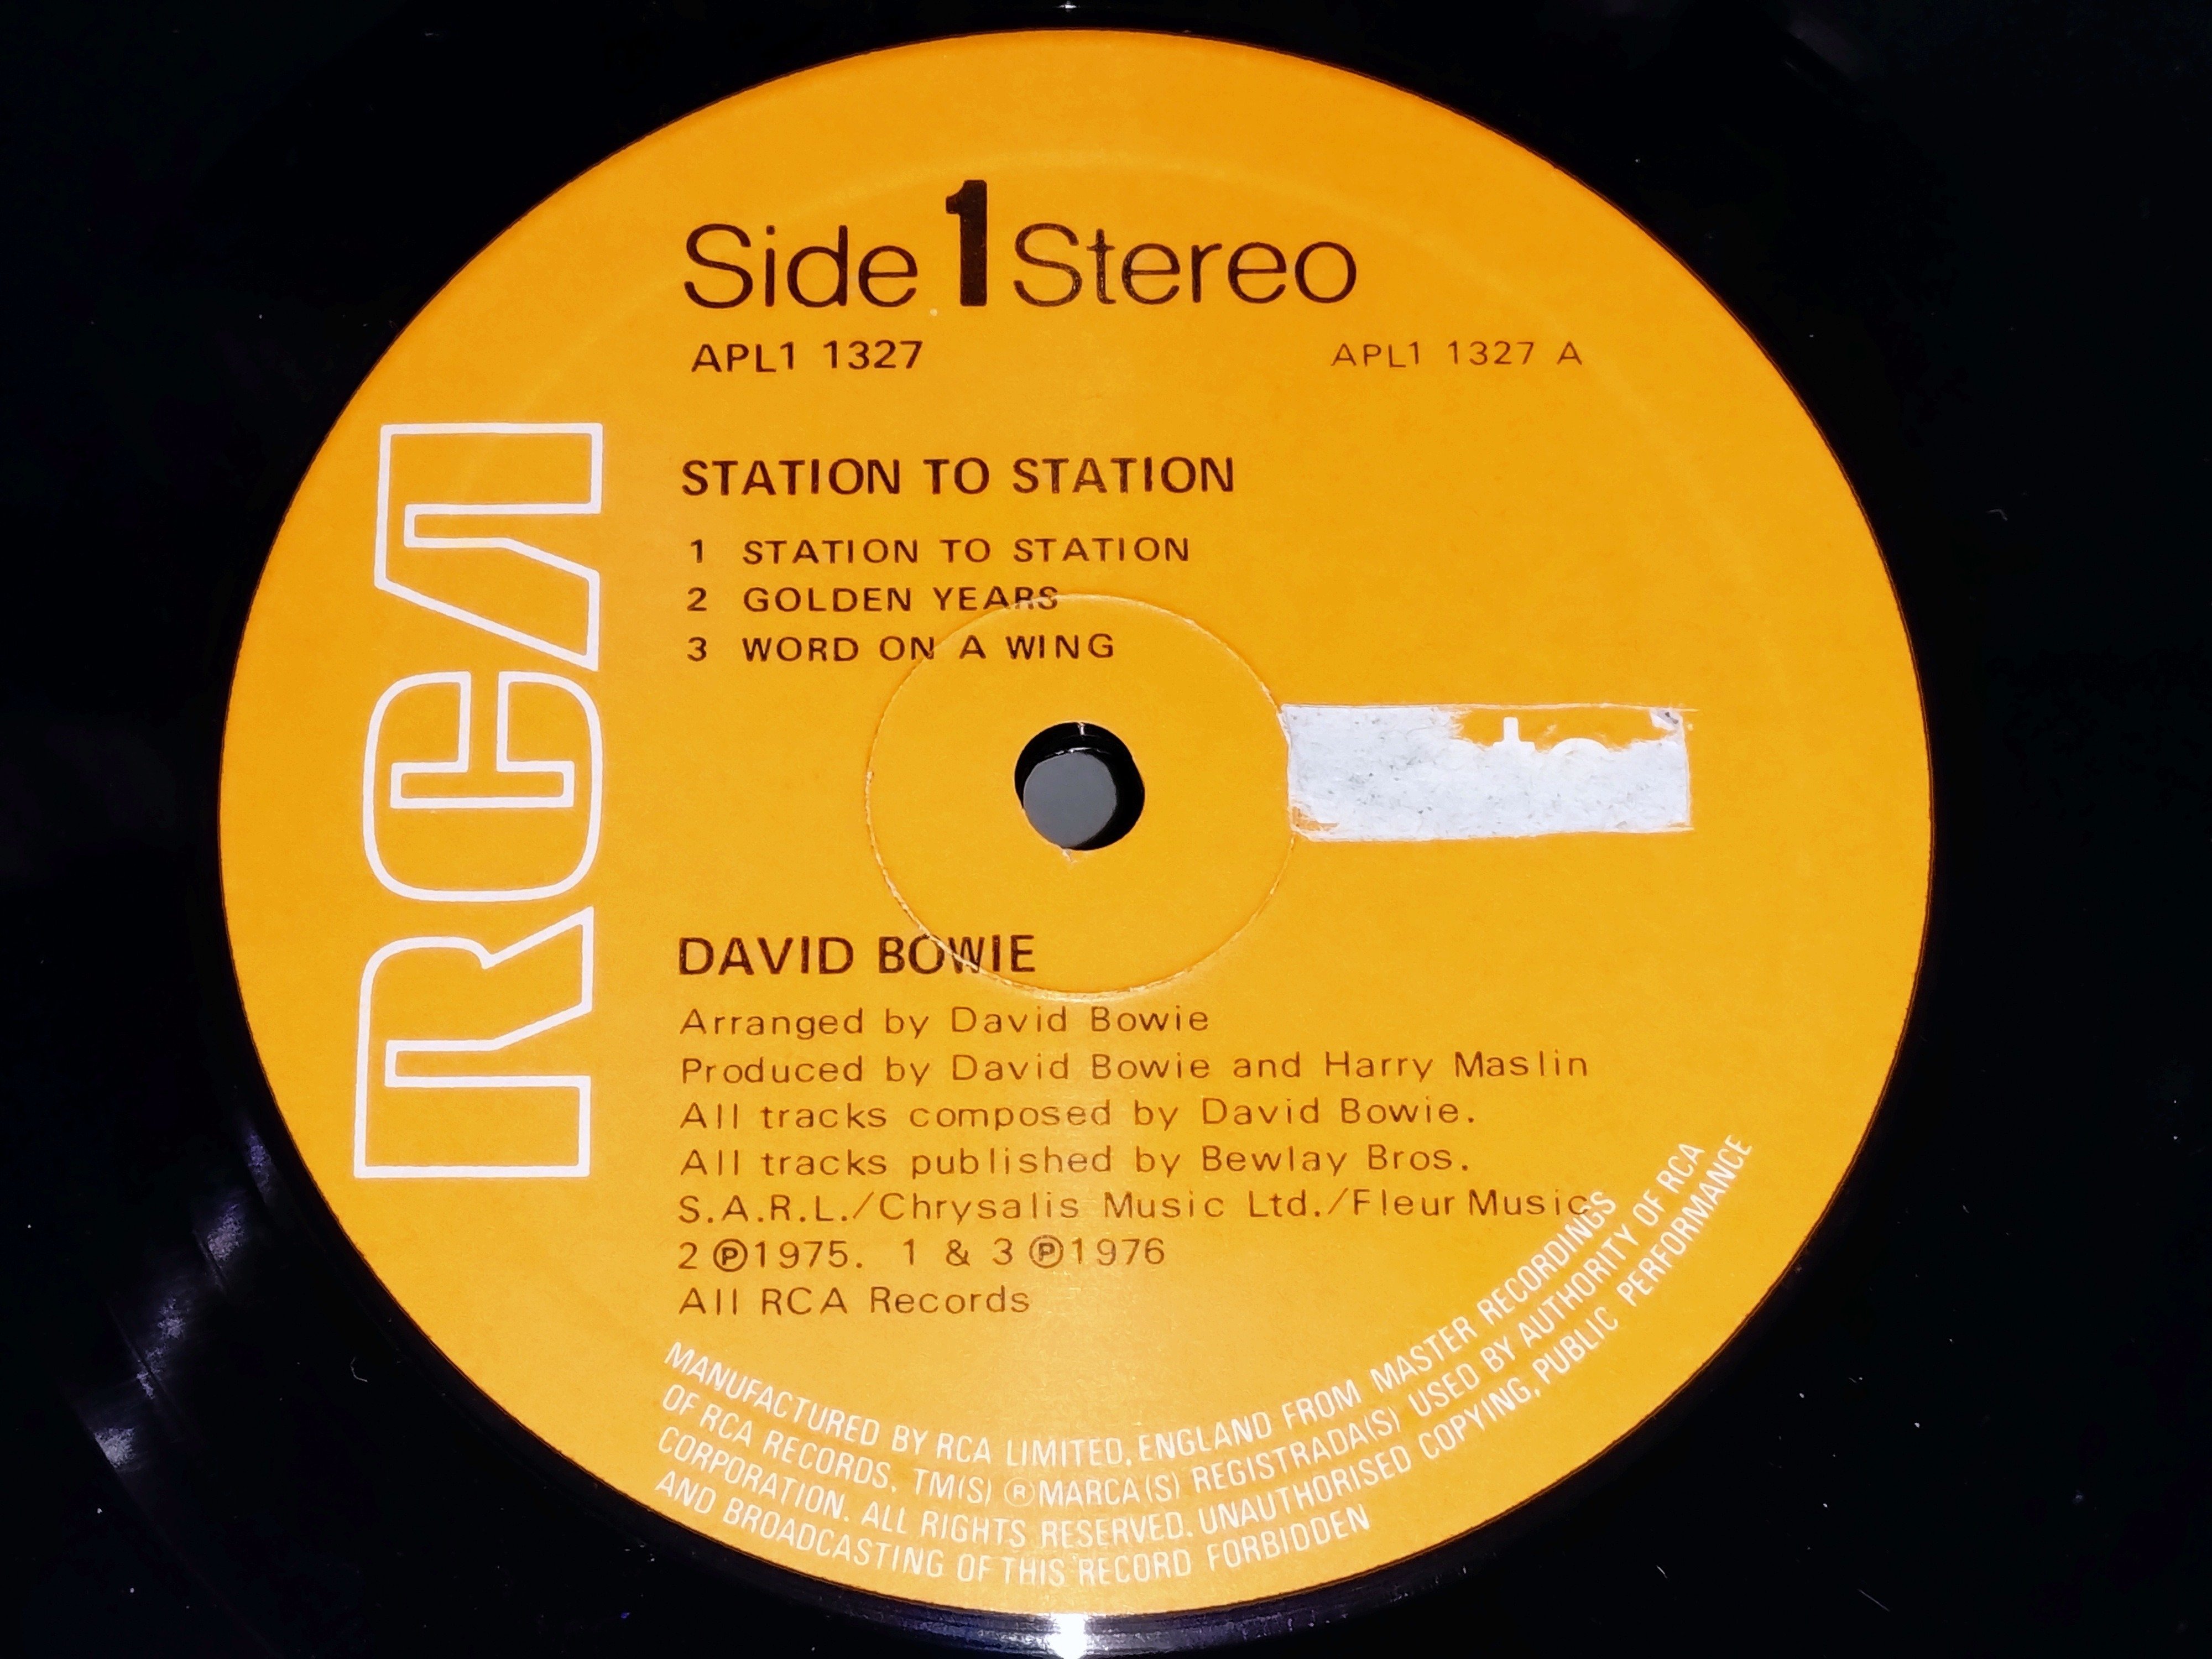 Side 1 Stereo
APL1 1327
APL1 1327 A
RCA
STATION TO STATION
1 STATION TO STATION
2 GOLDEN YEARS
3 WORD ON A WING
DAVID BOWIE
Arranged by David Bowie
Produced by David Bowie and Harry Maslin
All tracks composed by David Bowie.
All tracks published by Bewlay Bros.
S.A.R.L./Chrysalis Music Ltd./Fleur Music
2 ℗1975. 1 & 3 ℗1976
All RCA Records
MANUFACTURED BY RCA LIMITED, ENGLAND FROM MASTER RECORDINGS
OF RCA RECORDS. TM(S) ® MARCA(S) REGISTRADA(S) USED BY AUTHORITY OF RCA
CORPORATION. ALL RIGHTS RESERVED. UNAUTHORISED COPYING, PUBLIC PERFORMANCE
AND BROADCASTING OF THIS RECORD FORBIDDEN